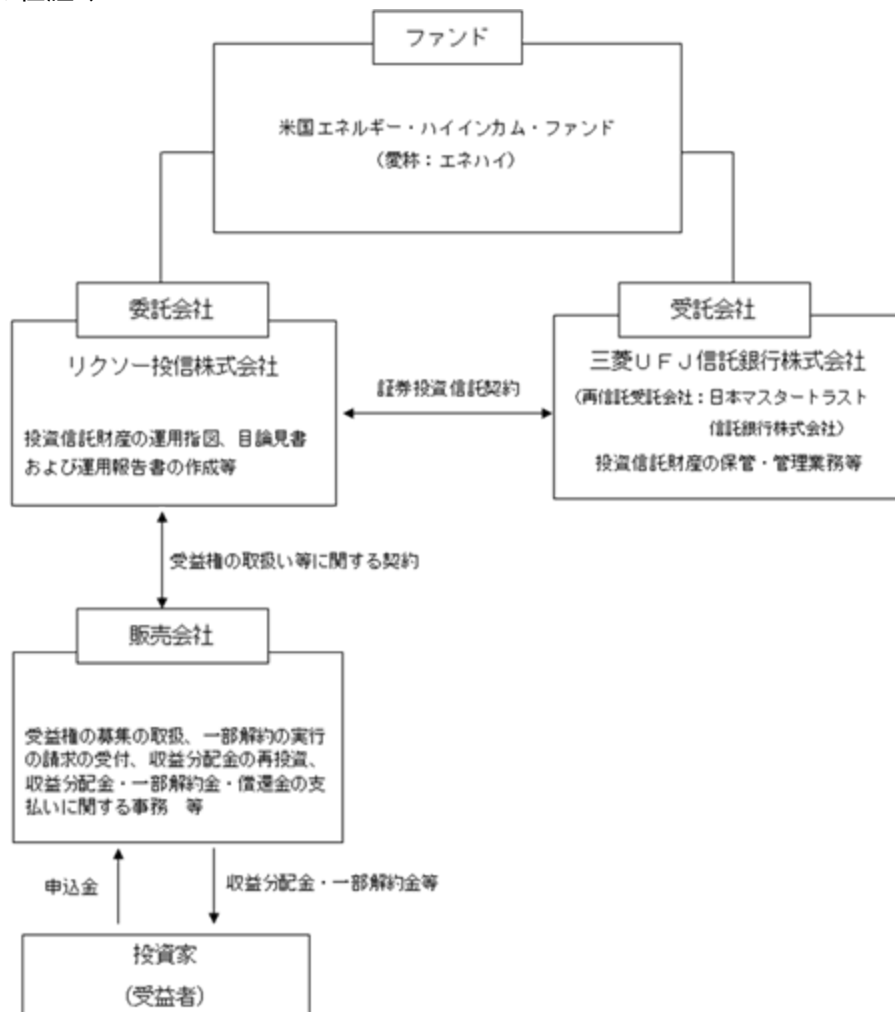 ファンド
米国エネルギー・ハイインカム・ファンド
(愛称：エネハイ)
委託会社
リクソー投信株式会社
投資信託財産の運用指図、目論見書
および運用報告書の作成等
証券投資信託契約
受託会社
三菱ＵＦＪ信託銀行株式会社
(再信託受託会社：日本マスタートラスト
信託銀行株式会社)
投資信託財産の保管・管理業務等
受益権の取扱い等に関する契約
販売会社
受益権の募集の取扱、一部解約の実行
の請求の受付、収益分配金の再投資、
収益分配金・一部解約金・償還金の支
払いに関する事務　等
申込金
収益分配金・一部解約金等
投資家
(受益者)